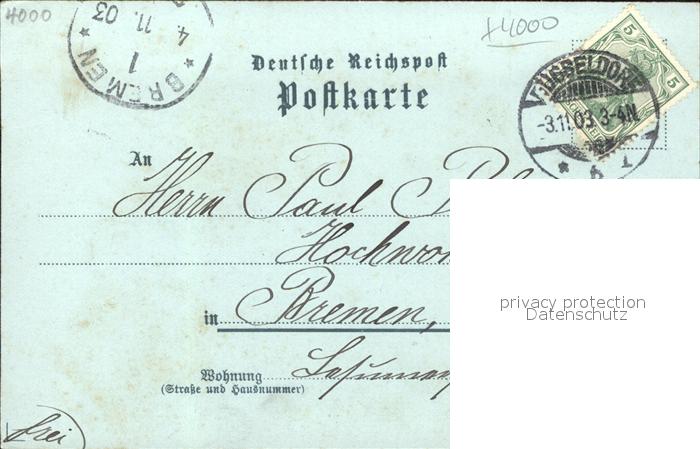 4000
+4000
BREMEN
1
4. 11. 03
5 5
DÜSSELDORF
-3.11.03. 3-4N.
Deutsche Reichspost
Postkarte
An
Herrn Paul
in Bremen,
privacy protection
Datenschutz
Wohnung
(Straße und Hausnummer)
frei